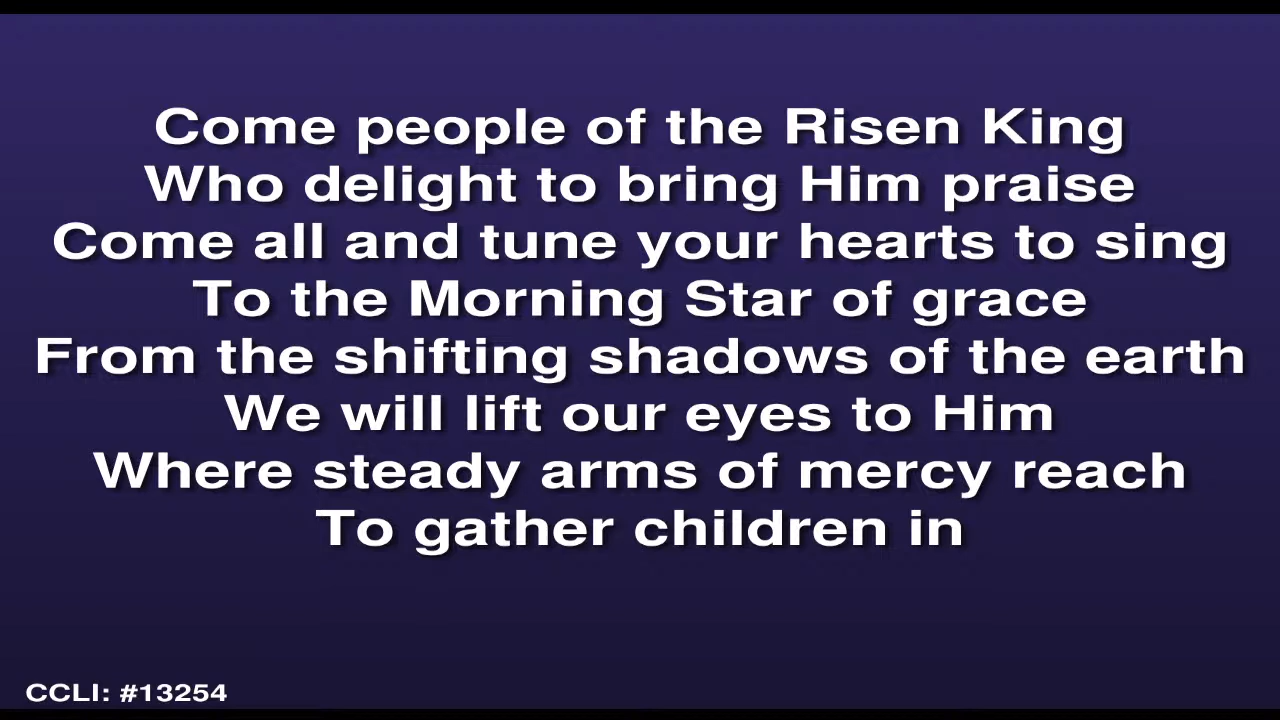 Come people of the Risen King
Who delight to bring Him praise
Come all and tune your hearts to sing
To the Morning Star of grace
From the shifting shadows of the earth
We will lift our eyes to Him
Where steady arms of mercy reach
To gather children in
CCLI: #13254